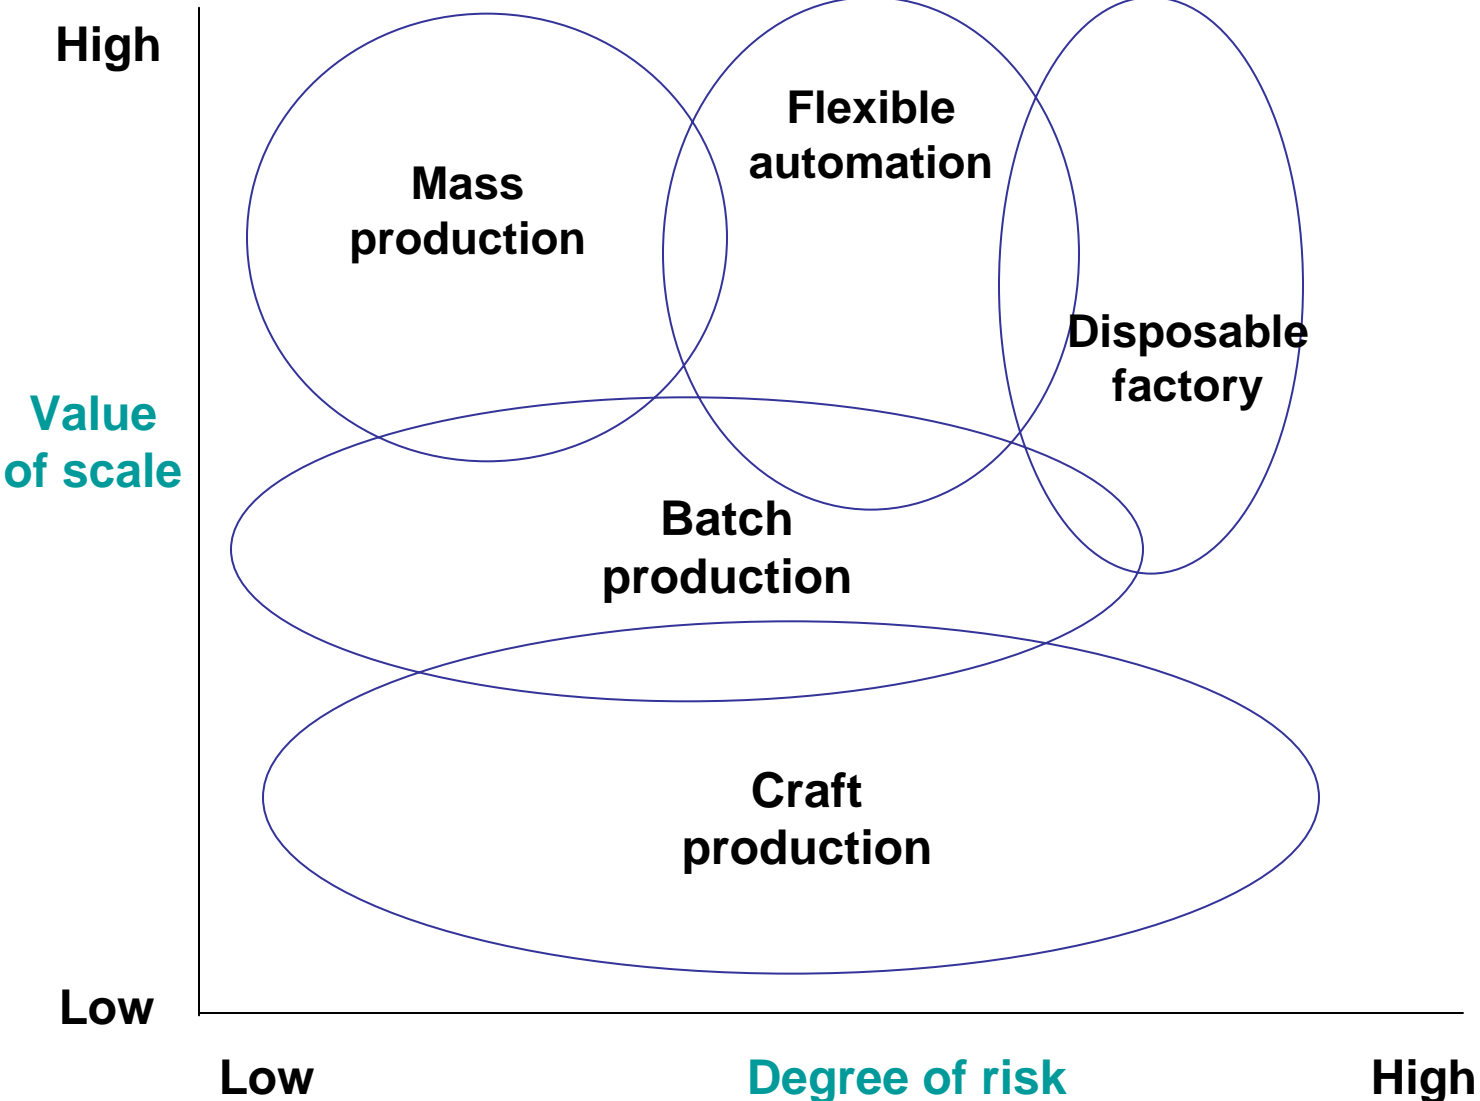 High
Flexible
automation
Mass
production
Disposable
factory
Value
of scale
Batch
production
Craft
production
Low
Low
Degree of risk
High